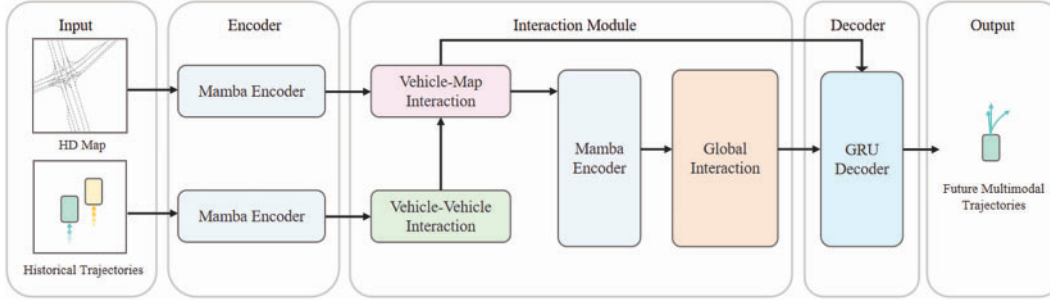 Input
Encoder
Interaction Module
Decoder
Output
HD Map
Mamba Encoder
Vehicle-Map
Interaction
Mamba
Encoder
Global
Interaction
GRU
Decoder
Future Multimodal
Trajectories
Mamba Encoder
Vehicle-Vehicle
Interaction
Historical Trajectories